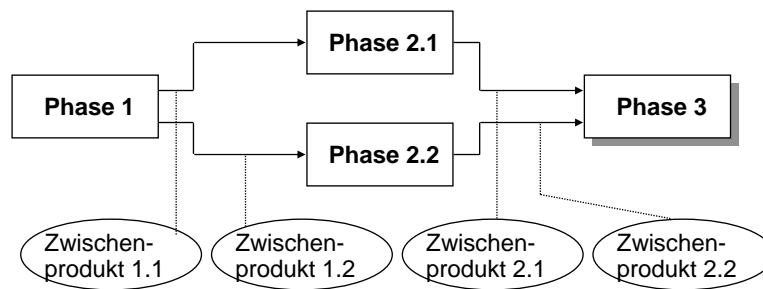 Phase 2.1
Phase 1
Phase 3
Phase 2.2
Zwischen-
produkt 1.1
Zwischen-
produkt 1.2
Zwischen-
produkt 2.1
Zwischen-
produkt 2.2